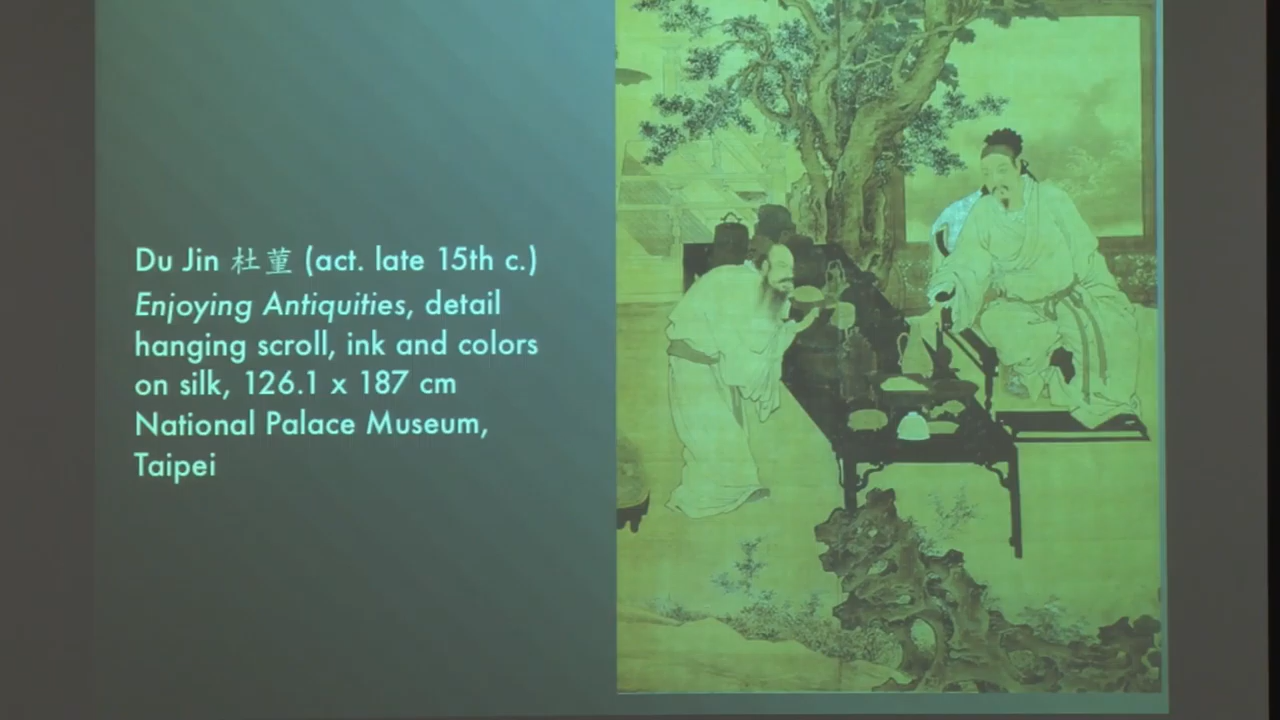 Du Jin 杜菫 (act. late 15th c.)
Enjoying Antiquities, detail
hanging scroll, ink and colors
on silk, 126.1 x 187 cm
National Palace Museum,
Taipei